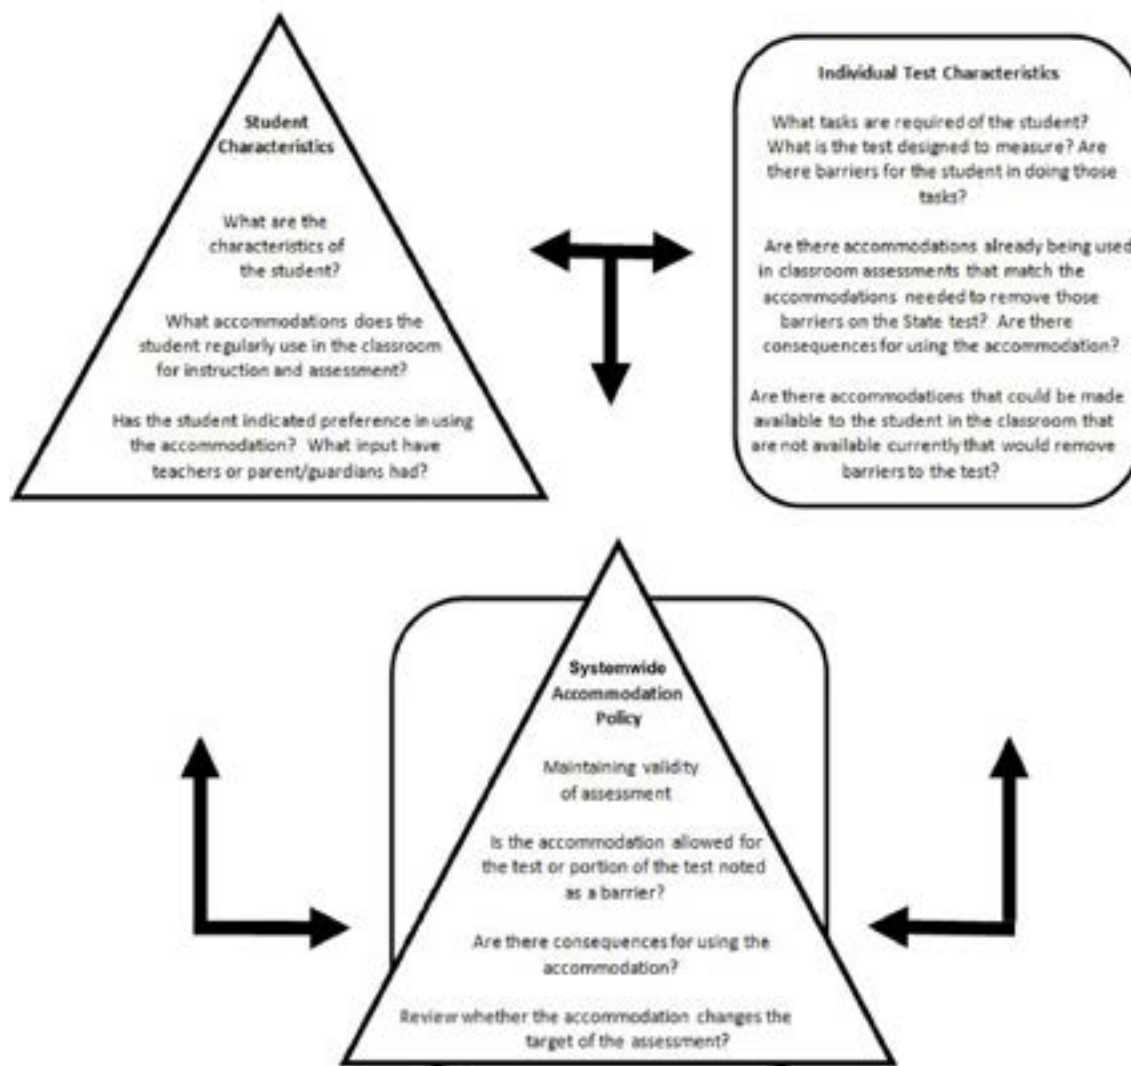 Student
Characteristics
What are the
characteristics of
the student?
What accommodations does the
student regularly use in the classroom
for instruction and assessment?
Has the student indicated preference in using
the accommodation? What input have
teachers or parent/guardians had?
Individual Test Characteristics
What tasks are required of the student?
What is the test designed to measure? Are
there barriers for the student in doing those
tasks?
Are there accommodations already being used
in classroom assessments that match the
accommodations needed to remove those
barriers on the State test? Are there
consequences for using the accommodation?
Are there accommodations that could be made
available to the student in the classroom that
are not available currently that would remove
barriers to the test?
Systemwide
Accommodation
Policy
Maintaining validity
of assessment
Is the accommodation allowed for
the test or portion of the test noted
as a barrier?
Are there consequences for using the
accommodation?
Review whether the accommodation changes the
target of the assessment?